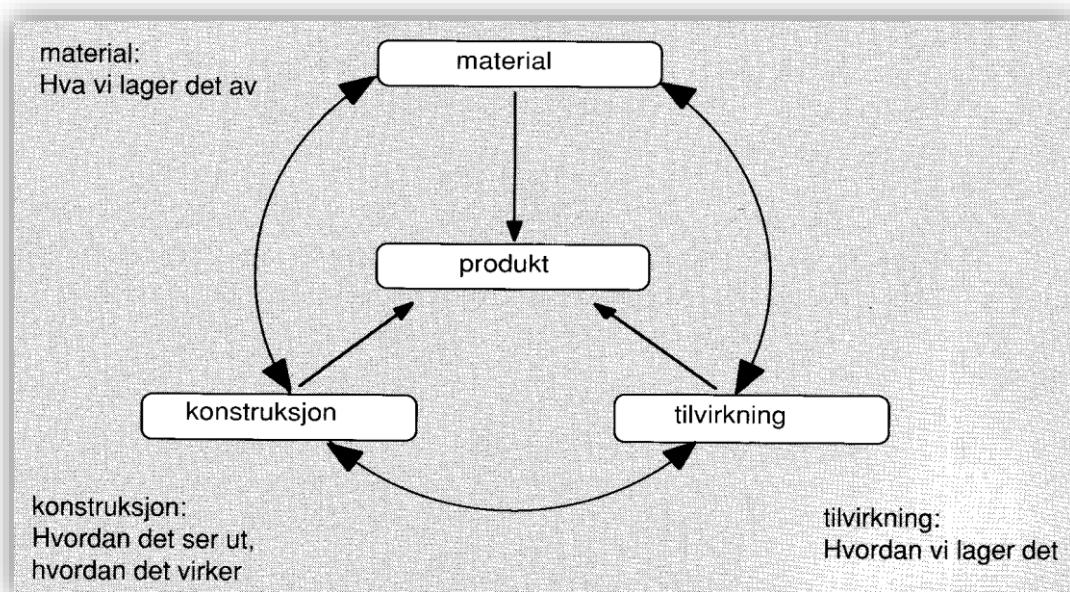 material:
Hva vi lager det av
material
produkt
konstruksjon
tilvirkning
konstruksjon:
Hvordan det ser ut,
hvordan det virker
tilvirkning:
Hvordan vi lager det